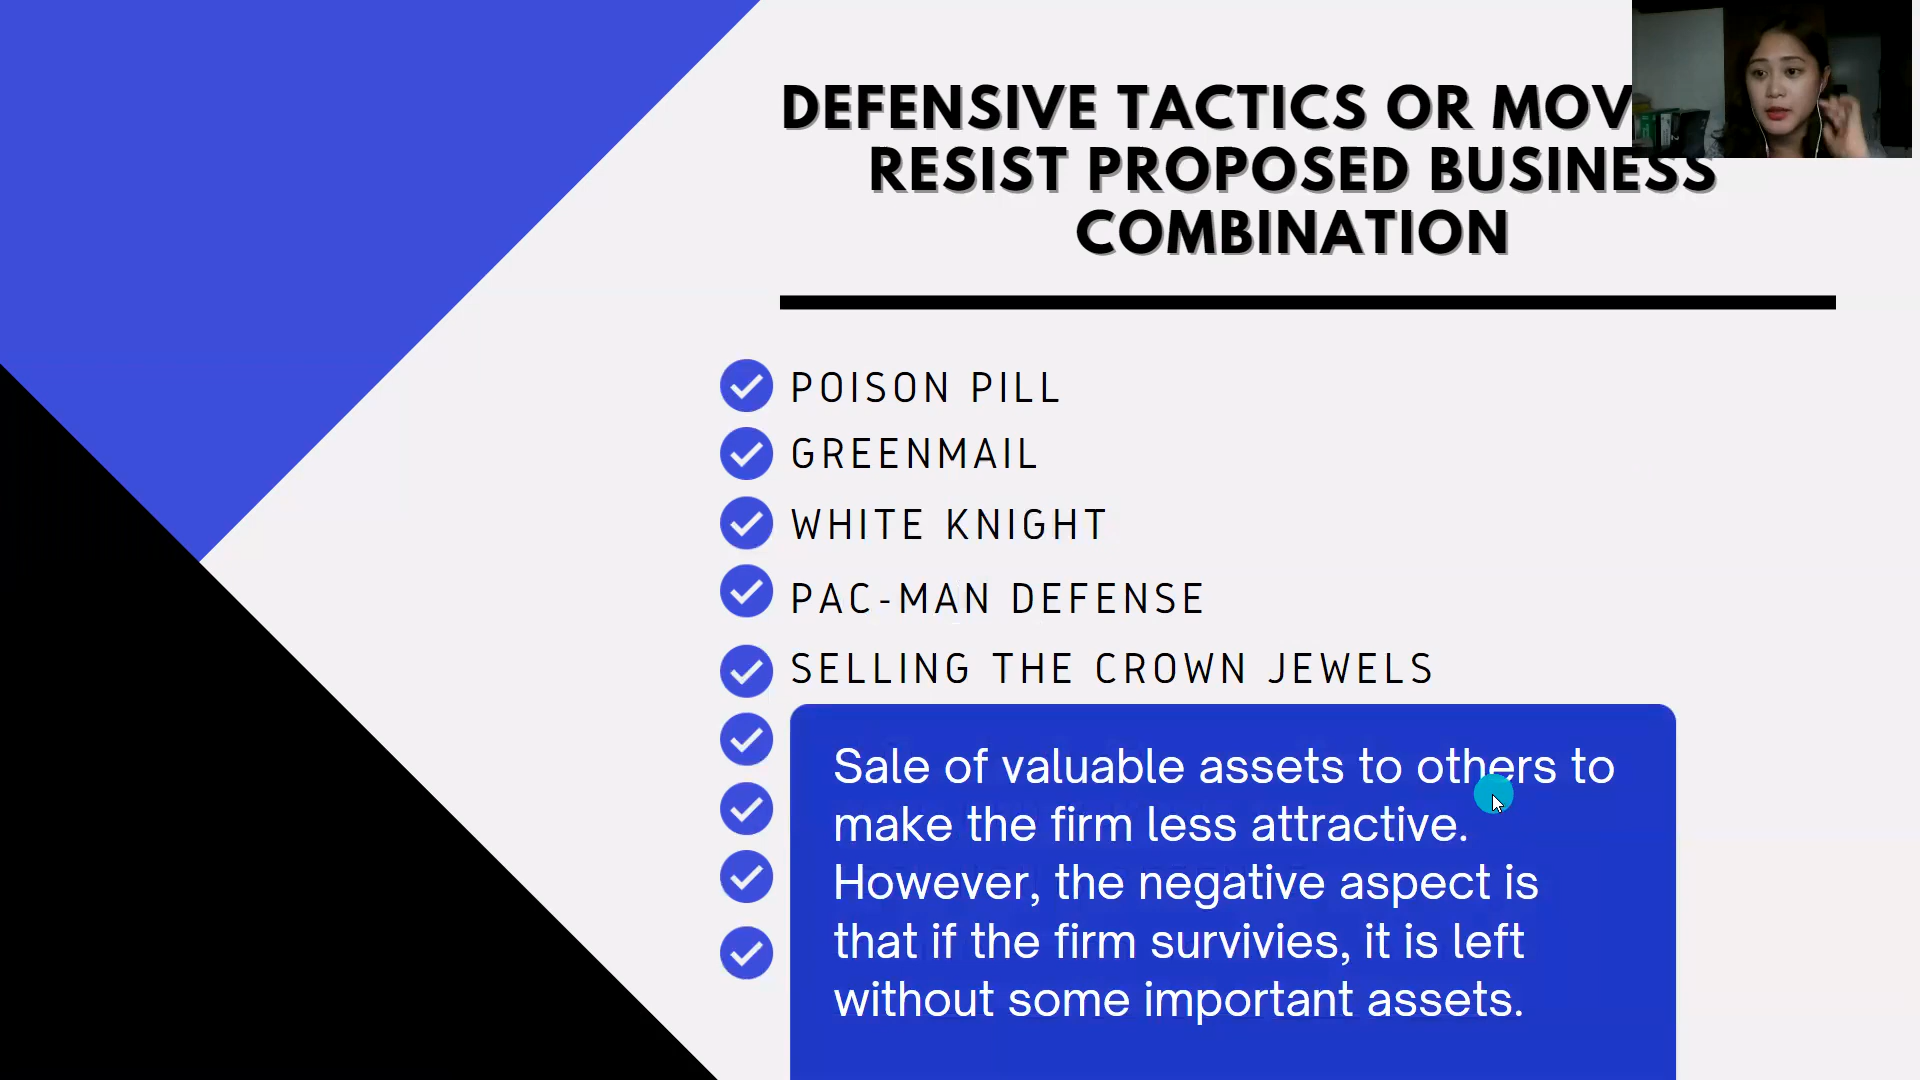 DEFENSIVE TACTICS OR MOV
RESIST PROPOSED BUSINESS
COMBINATION
POISON PILL
GREENMAIL
WHITE KNIGHT
PAC-MAN DEFENSE
SELLING THE CROWN JEWELS
Sale of valuable assets to others to
make the firm less attractive.
However, the negative aspect is
that if the firm survivies, it is left
without some important assets.